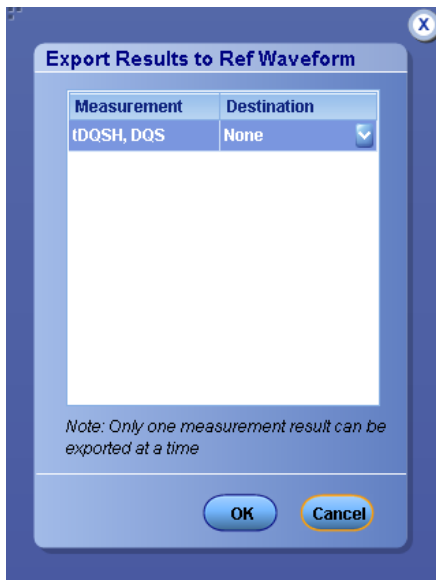 X
Export Results to Ref Waveform
Measurement Destination
tDQSH, DQS None
Note: Only one measurement result can be
exported at a time
OK Cancel